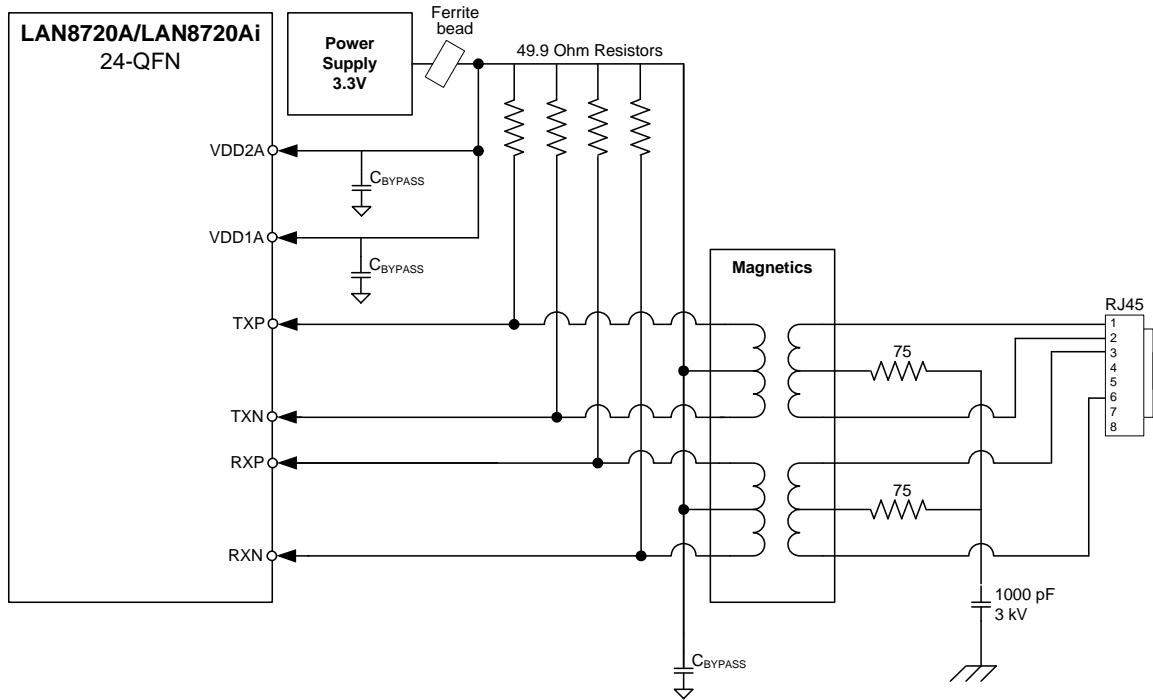 LAN8720A/LAN8720Ai
24-QFN
Power
Supply
3.3V
Ferrite
bead
49.9 Ohm Resistors
VDD2A
CBYPASS
VDD1A
CBYPASS
Magnetics
RJ45
TXP
1
2
3
4
5
6
7
8
75
TXN
RXP
75
RXN
1000 pF
3 kV
CBYPASS